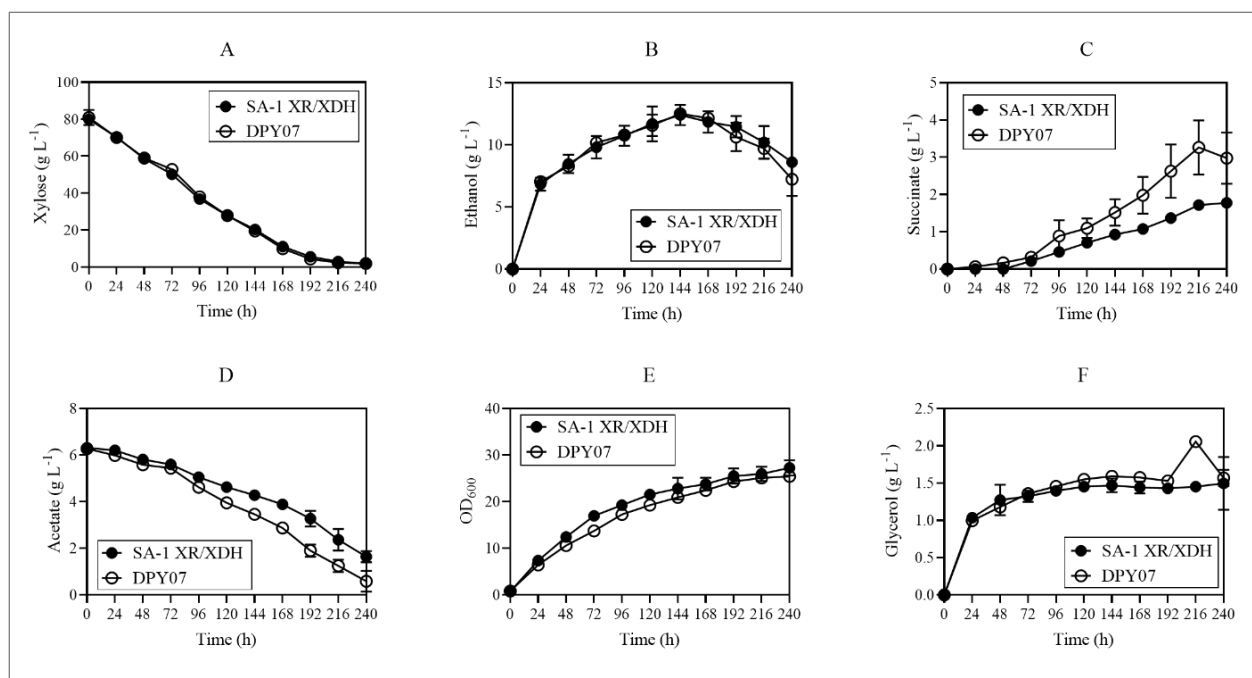 A
Xylose (g L⁻¹)
100
80
60
40
20
0
SA-1 XR/XDH
DPY07
0 24 48 72 96 120 144 168 192 216 240
Time (h)
B
Ethanol (g L⁻¹)
15
10
5
0
SA-1 XR/XDH
DPY07
0 24 48 72 96 120 144 168 192 216 240
Time (h)
C
Succinate (g L⁻¹)
5
4
3
2
1
0
SA-1 XR/XDH
DPY07
0 24 48 72 96 120 144 168 192 216 240
Time (h)
D
Acetate (g L⁻¹)
8
6
4
2
0
SA-1 XR/XDH
DPY07
0 24 48 72 96 120 144 168 192 216 240
Time (h)
E
OD₆₀₀
40
30
20
10
0
SA-1 XR/XDH
DPY07
0 24 48 72 96 120 144 168 192 216 240
Time (h)
F
Glycerol (g L⁻¹)
2.5
2.0
1.5
1.0
0.5
0.0
SA-1 XR/XDH
DPY07
0 24 48 72 96 120 144 168 192 216 240
Time (h)